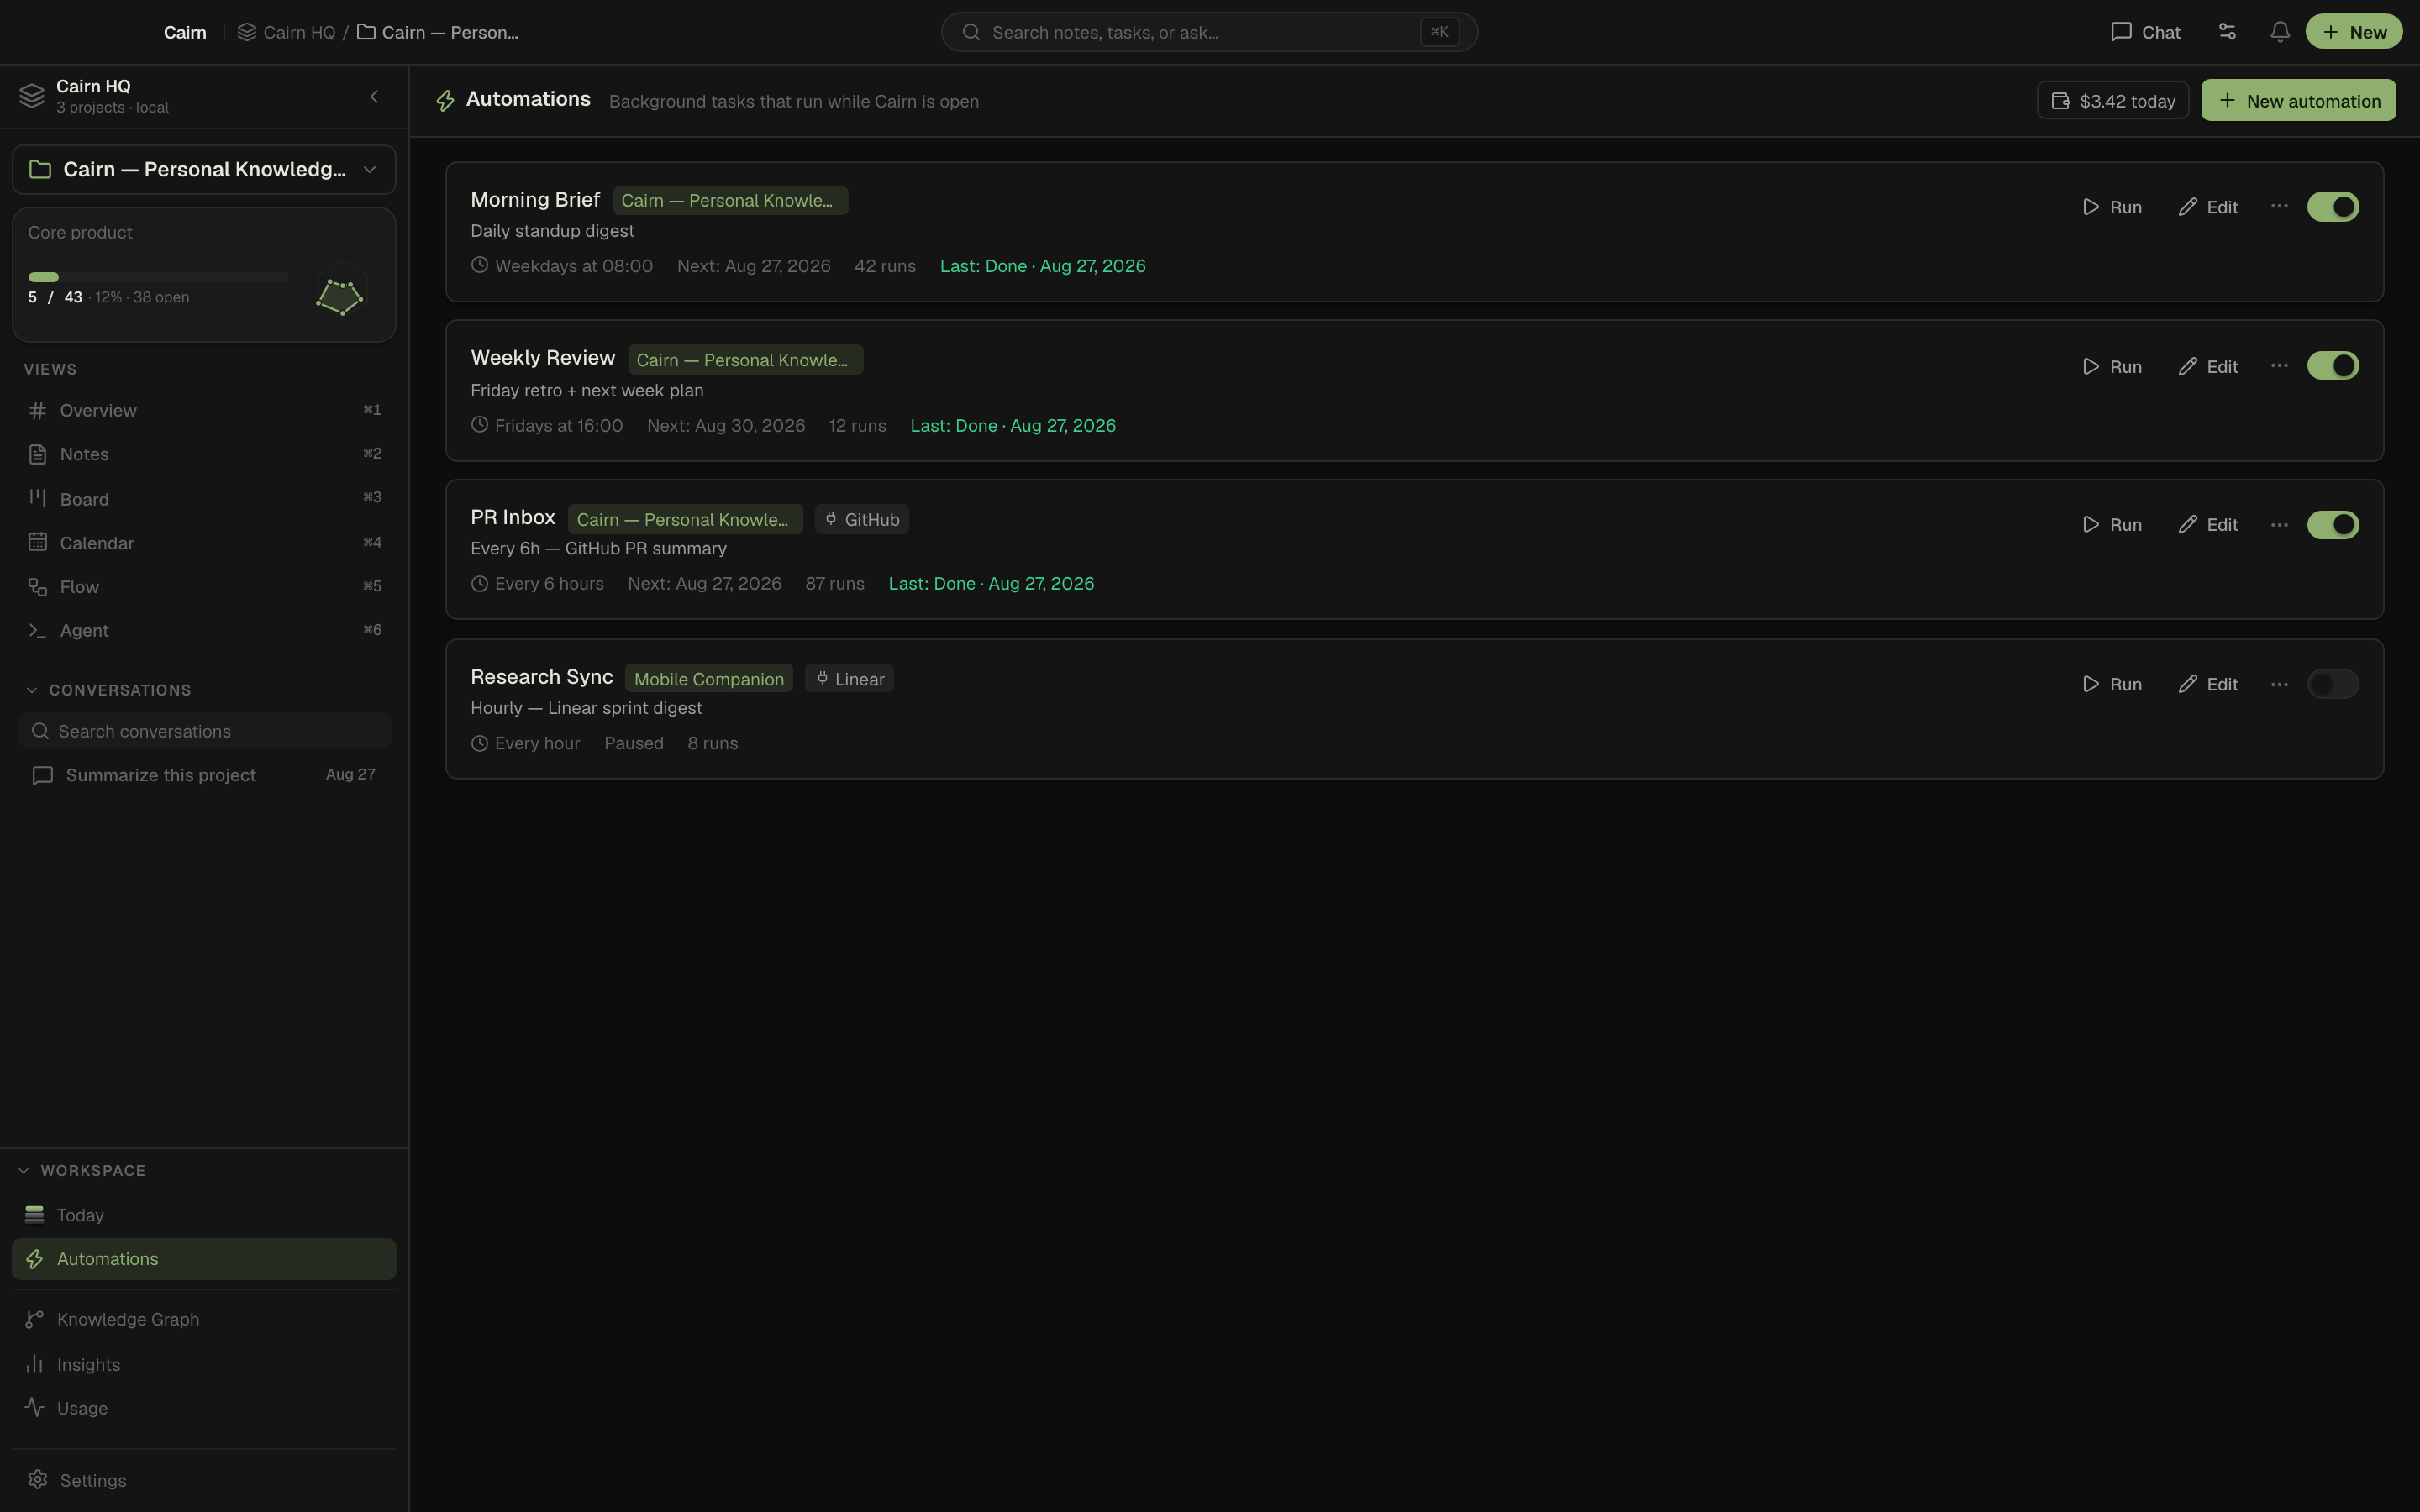 Cairn
Cairn HQ / Cairn — Person...
Search notes, tasks, or ask... ⌘K
Chat
New
Cairn HQ
3 projects · local
Cairn — Personal Knowledg...
Core product
5 / 43 · 12% · 38 open
VIEWS
Overview ⌘1
Notes ⌘2
Board ⌘3
Calendar ⌘4
Flow ⌘5
Agent ⌘6
CONVERSATIONS
Search conversations
Summarize this project Aug 27
WORKSPACE
Today
Automations
Knowledge Graph
Insights
Usage
Settings
Automations Background tasks that run while Cairn is open
$3.42 today
New automation
Morning Brief Cairn — Personal Knowle...
Run Edit
Daily standup digest
Weekdays at 08:00 Next: Aug 27, 2026 42 runs Last: Done · Aug 27, 2026
Weekly Review Cairn — Personal Knowle...
Run Edit
Friday retro + next week plan
Fridays at 16:00 Next: Aug 30, 2026 12 runs Last: Done · Aug 27, 2026
PR Inbox Cairn — Personal Knowle... GitHub
Run Edit
Every 6h — GitHub PR summary
Every 6 hours Next: Aug 27, 2026 87 runs Last: Done · Aug 27, 2026
Research Sync Mobile Companion Linear
Run Edit
Hourly — Linear sprint digest
Every hour Paused 8 runs